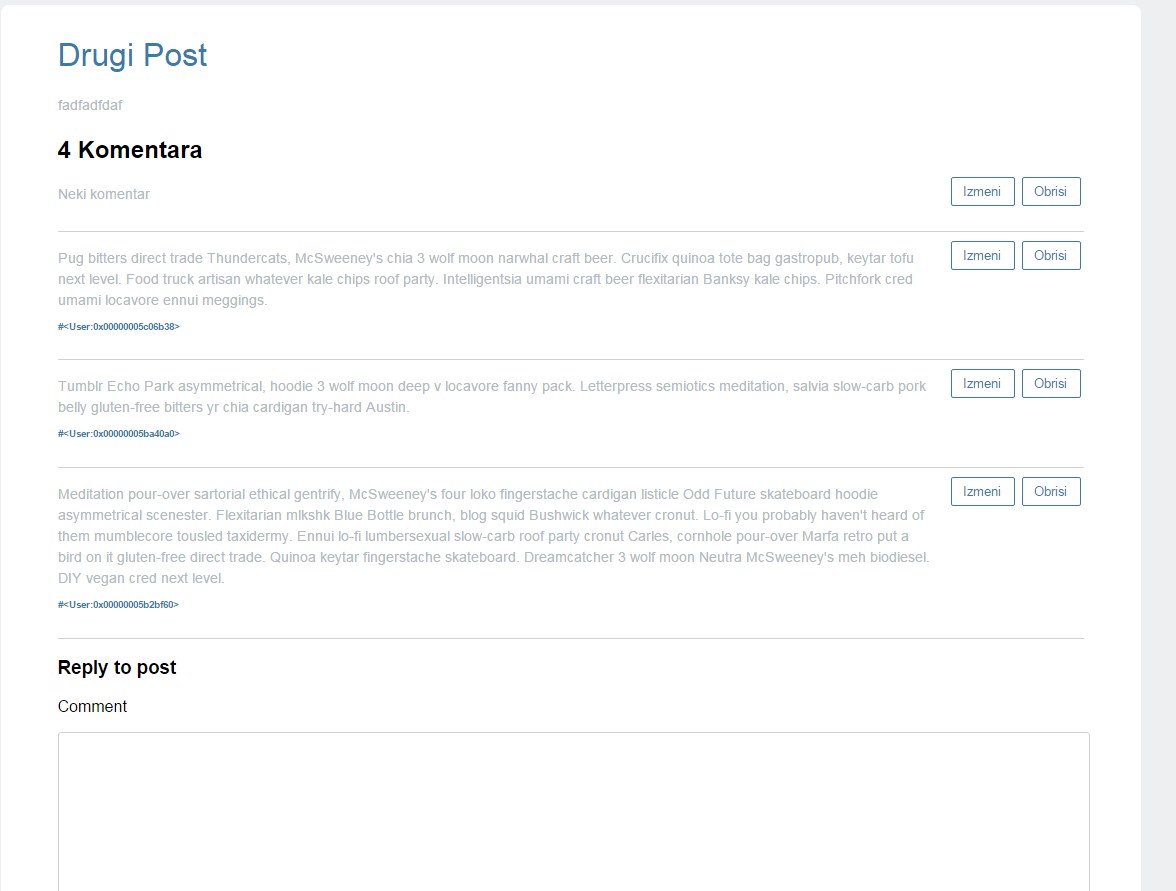 Drugi Post
fadfadfdaf
4 Komentara
Neki komentar
Izmeni Obrisi
Pug bitters direct trade Thundercats, McSweeney's chia 3 wolf moon narwhal craft beer. Crucifix quinoa tote bag gastropub, keytar tofu
next level. Food truck artisan whatever kale chips roof party. Intelligentsia umami craft beer flexitarian Banksy kale chips. Pitchfork cred
umami locavore ennui meggings.
Izmeni Obrisi
#<User:0x00000005c06b38>
Tumblr Echo Park asymmetrical, hoodie 3 wolf moon deep v locavore fanny pack. Letterpress semiotics meditation, salvia slow-carb pork
belly gluten-free bitters yr chia cardigan try-hard Austin.
Izmeni Obrisi
#<User:0x00000005ba40a0>
Meditation pour-over sartorial ethical gentrify, McSweeney's four loko fingerstache cardigan listicle Odd Future skateboard hoodie
asymmetrical scenester. Flexitarian mlkshk Blue Bottle brunch, blog squid Bushwick whatever cronut. Lo-fi you probably haven't heard of
them mumblecore tousled taxidermy. Ennui lo-fi lumbersexual slow-carb roof party cronut Carles, cornhole pour-over Marfa retro put a
bird on it gluten-free direct trade. Quinoa keytar fingerstache skateboard. Dreamcatcher 3 wolf moon Neutra McSweeney's meh biodiesel.
DIY vegan cred next level.
Izmeni Obrisi
#<User:0x00000005b2bf60>
Reply to post
Comment